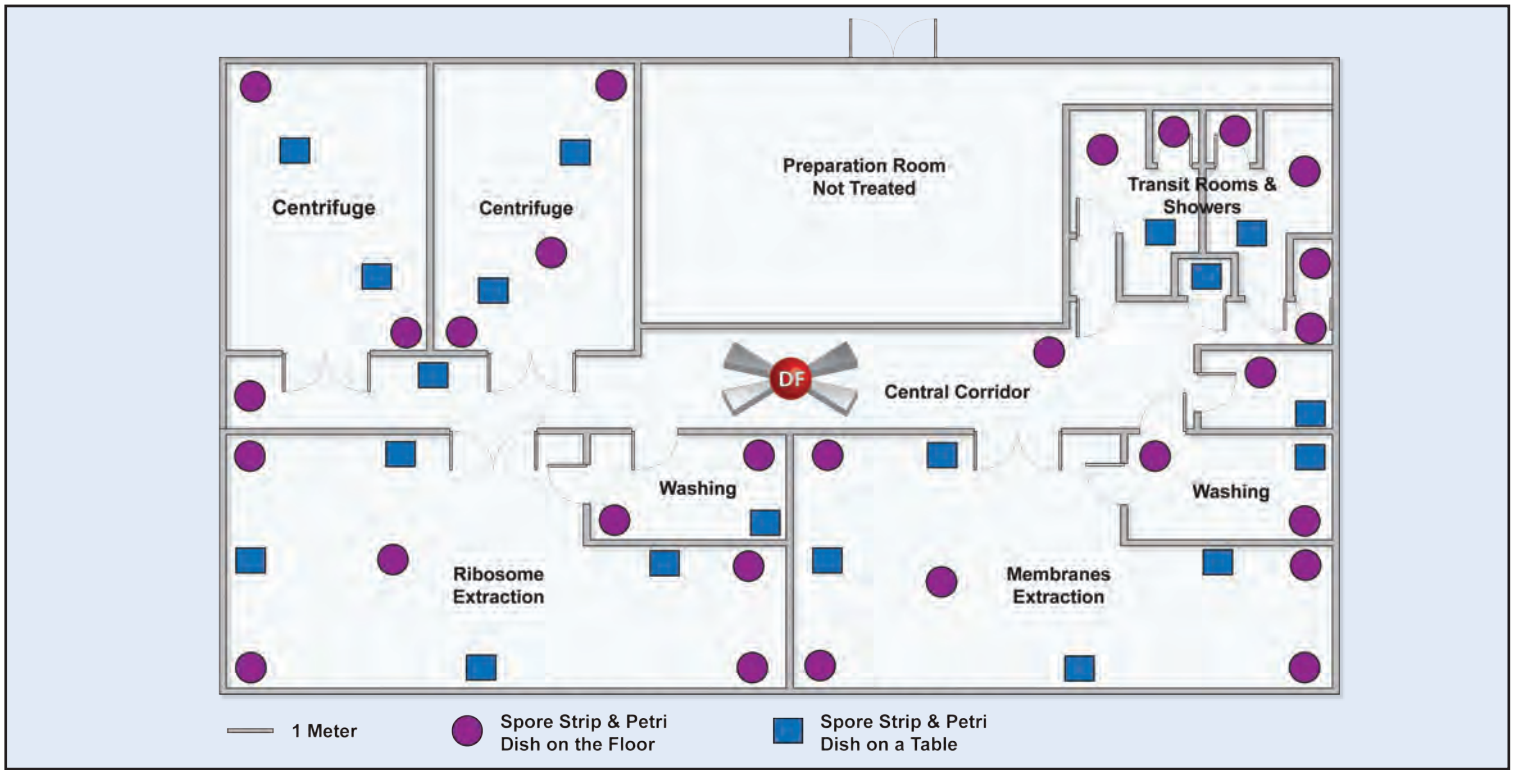 Preparation Room
Not Treated
Transit Rooms &
Showers
Centrifuge
Centrifuge
DF
Central Corridor
Washing
Washing
Ribosome
Extraction
Membranes
Extraction
1 Meter
Spore Strip & Petri
Dish on the Floor
Spore Strip & Petri
Dish on a Table